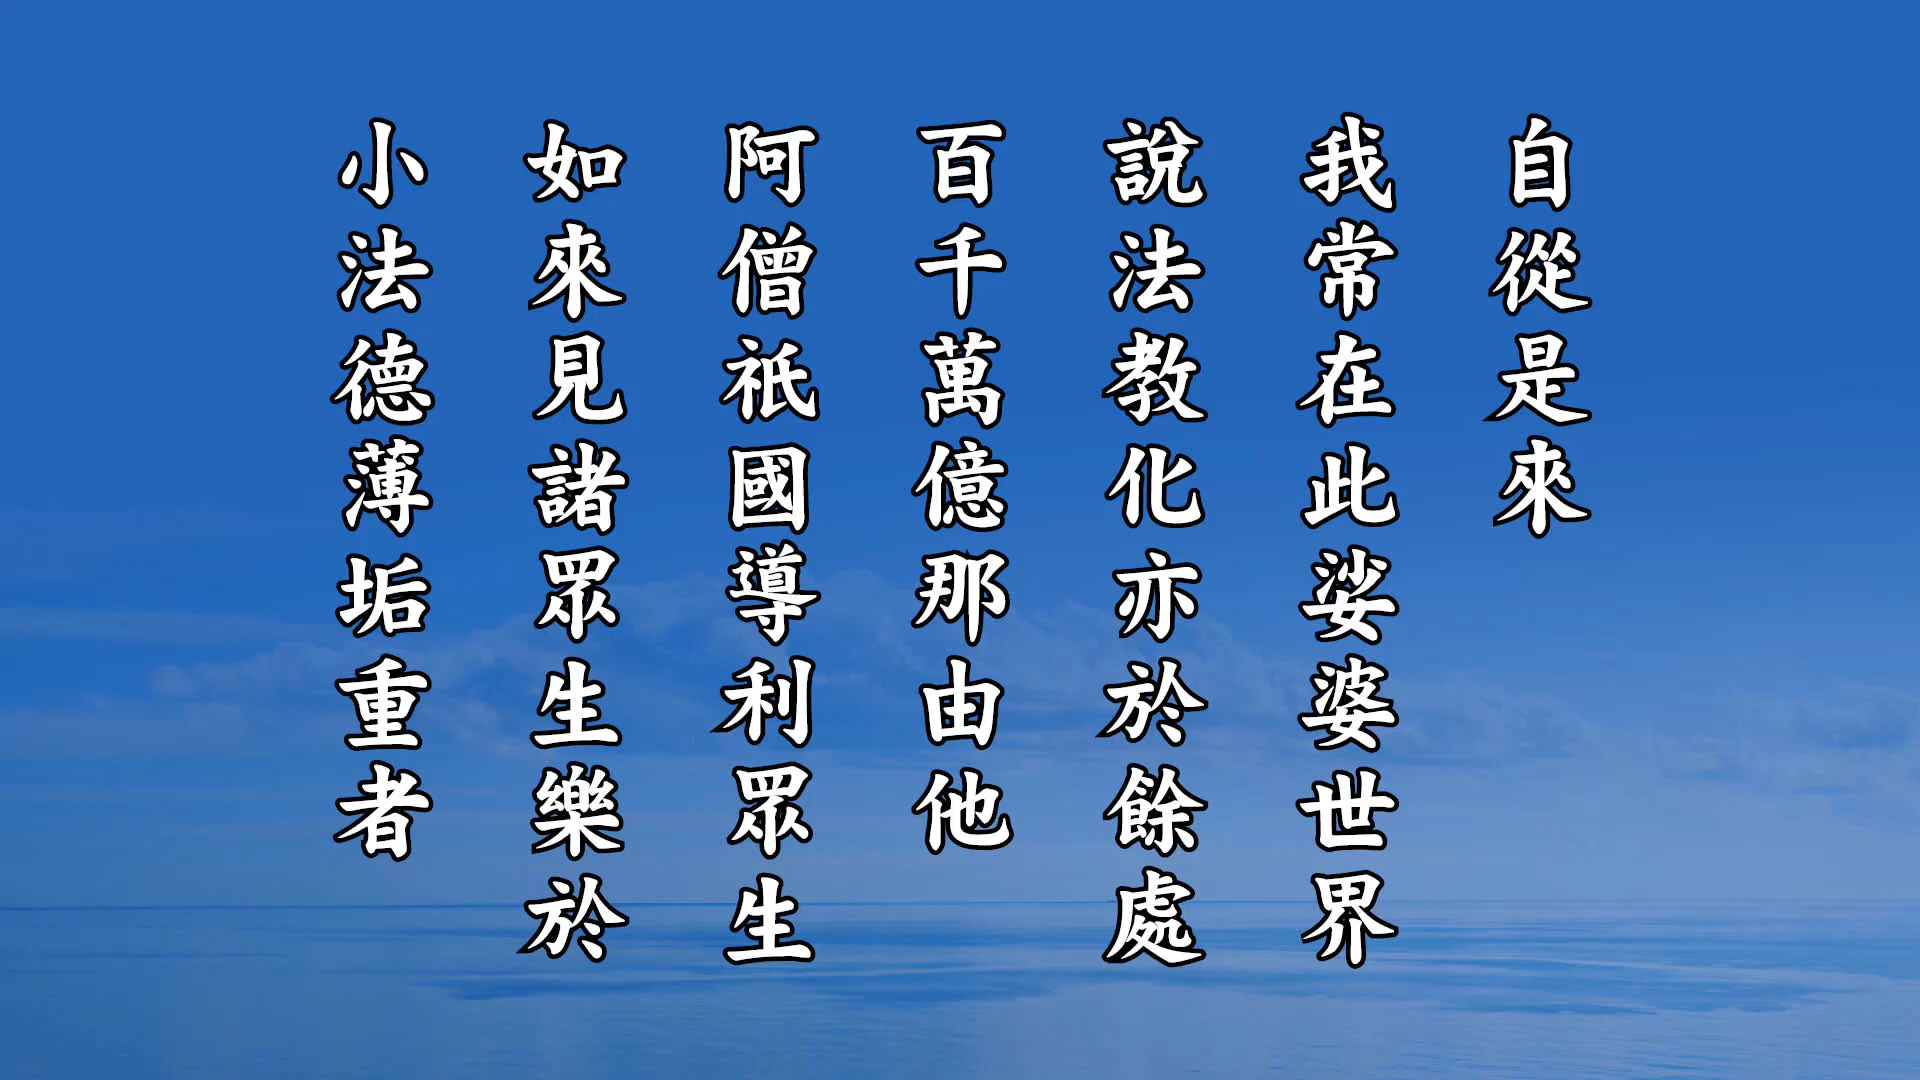 自從是來
我常在此娑婆世界
說法教化亦於餘處
百千萬億那由他
阿僧祇國導利眾生
如來見諸眾生樂於
小法德薄垢重者